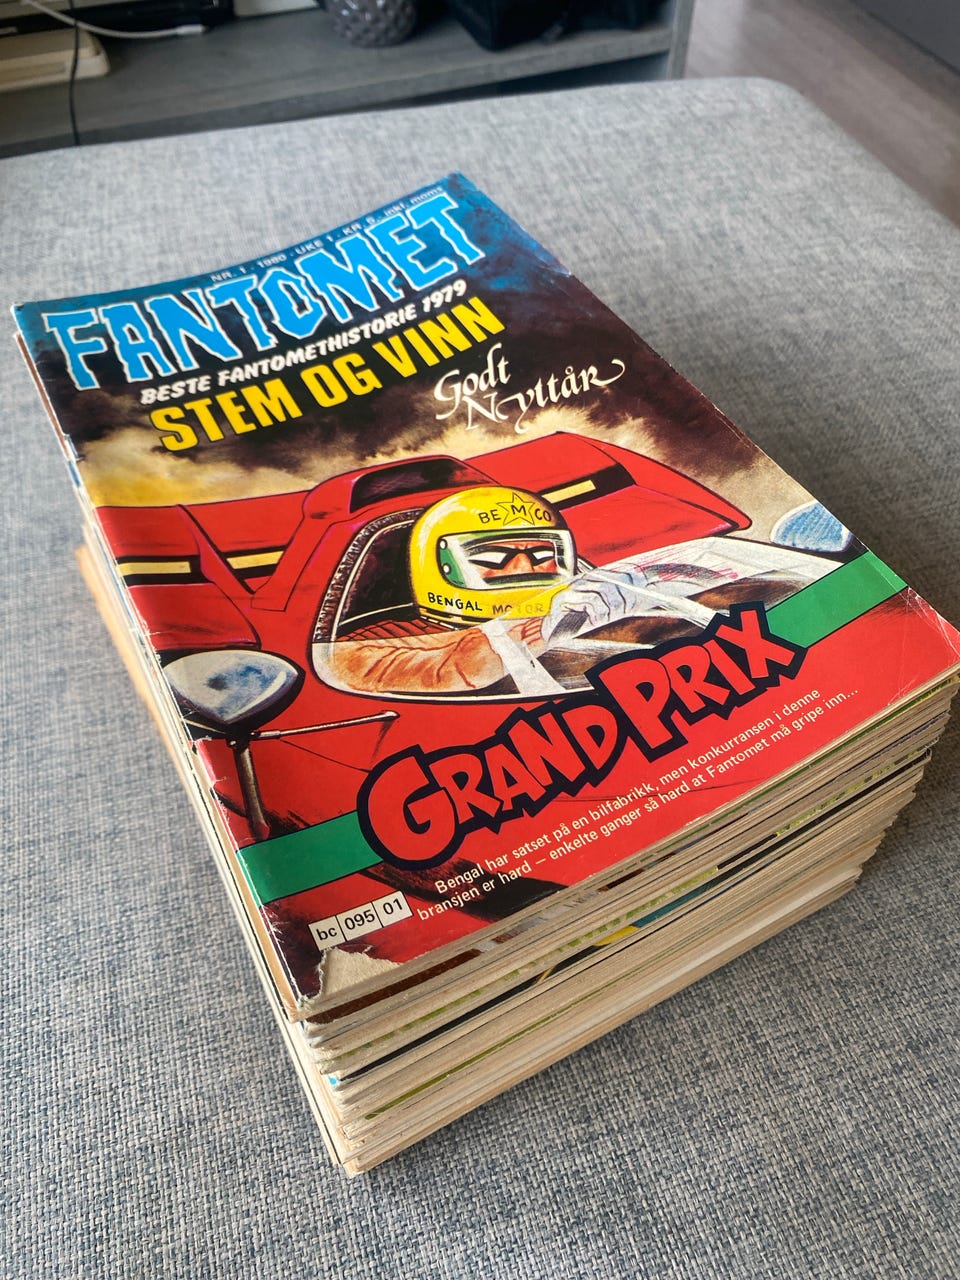 NR. 1 · 1980 · UKE 1 · KR. 5,- inkl. moms
FANTOMET
BESTE FANTOMETHISTORIE 1979
STEM OG VINN
Godt
Nyttår
BEMCO
BENGAL MOTOR
GRAND PRIX
Bengal har satset på en bilfabrikk, men konkurransen i denne
bransjen er hard — enkelte ganger så hard at Fantomet må gripe inn...
bc 095 01